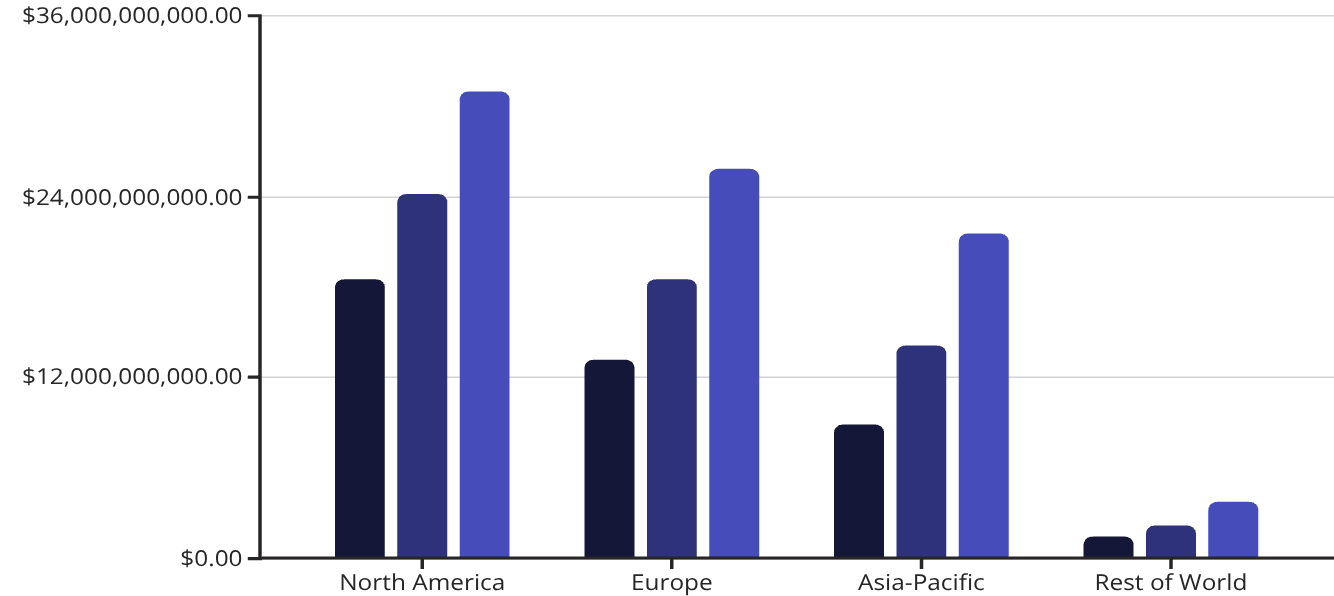 $36,000,000,000.00
$24,000,000,000.00
$12,000,000,000.00
$0.00
North America
Europe
Asia-Pacific
Rest of World